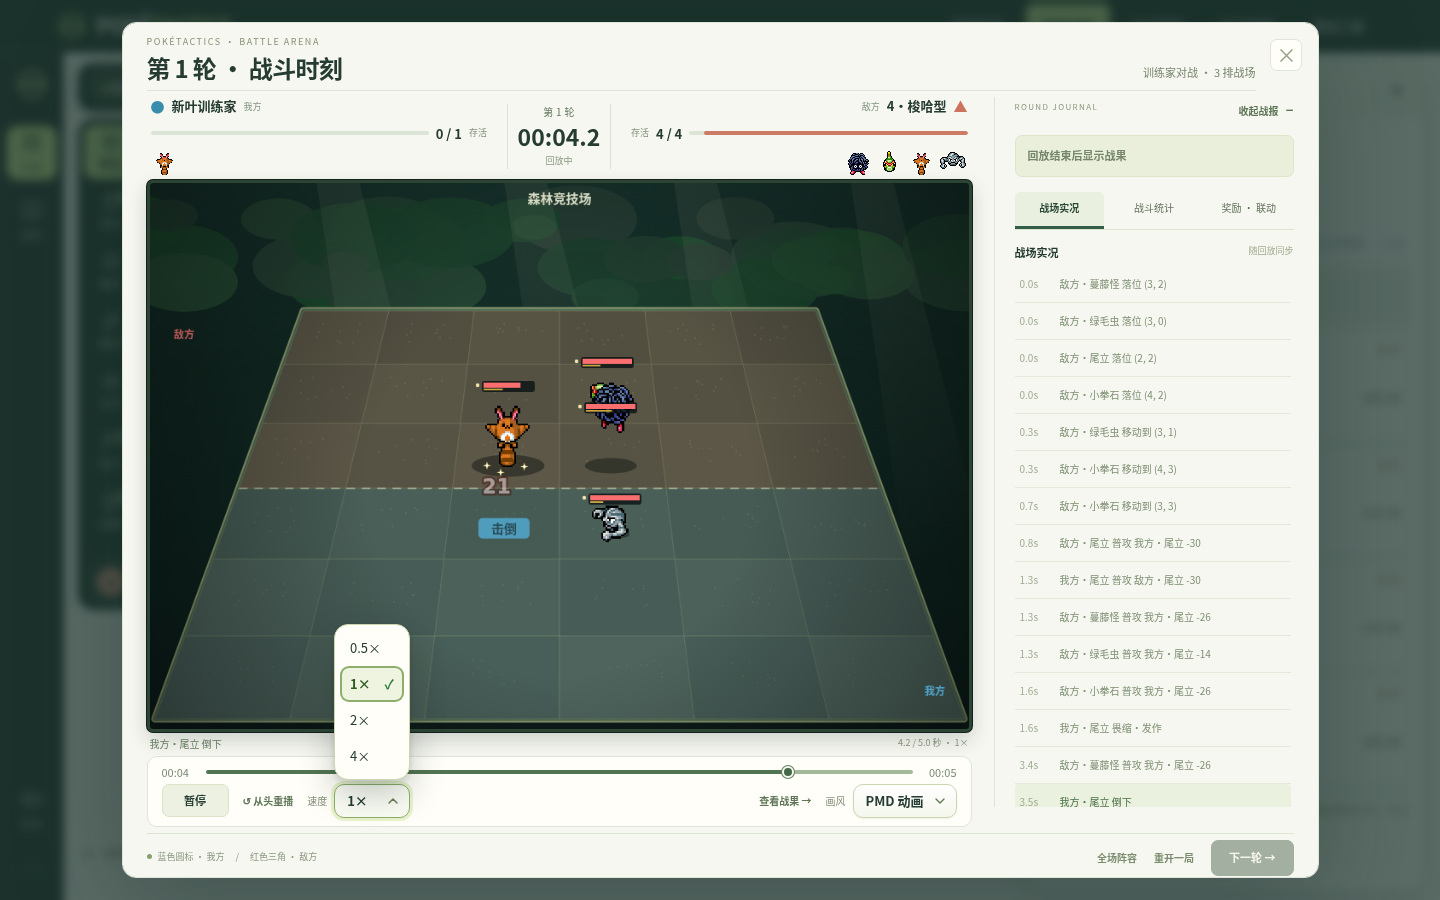 POKÉTACTICS · BATTLE ARENA
第 1 轮 · 战斗时刻
训练家对战 · 3 排战场
新叶训练家 我方
0 / 1 存活
第 1 轮
00:04.2
回放中
敌方 4 · 梭哈型
存活 4 / 4
森林竞技场
敌方
21
击倒
我方
0.5×
1× ✓
2×
4×
我方 · 尾立 倒下
4.2 / 5.0 秒 · 1×
00:04
00:05
暂停
↺ 从头重播
速度
1×
查看战果 →
画风
PMD 动画
ROUND JOURNAL
收起战报 −
回放结束后显示战果
战场实况
战斗统计
奖励 · 联动
战场实况
随回放同步
0.0s 敌方 · 蔓藤怪 落位 (3, 2)
0.0s 敌方 · 绿毛虫 落位 (3, 0)
0.0s 敌方 · 尾立 落位 (2, 2)
0.0s 敌方 · 小拳石 落位 (4, 2)
0.3s 敌方 · 绿毛虫 移动到 (3, 1)
0.3s 敌方 · 小拳石 移动到 (4, 3)
0.7s 敌方 · 小拳石 移动到 (3, 3)
0.8s 敌方 · 尾立 普攻 我方 · 尾立 -30
1.3s 我方 · 尾立 普攻 敌方 · 尾立 -30
1.3s 敌方 · 蔓藤怪 普攻 我方 · 尾立 -26
1.3s 敌方 · 绿毛虫 普攻 我方 · 尾立 -14
1.6s 敌方 · 小拳石 普攻 我方 · 尾立 -26
1.6s 我方 · 尾立 畏缩 · 发作
3.4s 敌方 · 蔓藤怪 普攻 我方 · 尾立 -26
3.5s 我方 · 尾立 倒下
蓝色圆标 · 我方 / 红色三角 · 敌方
全场阵容
重开一局
下一轮 →